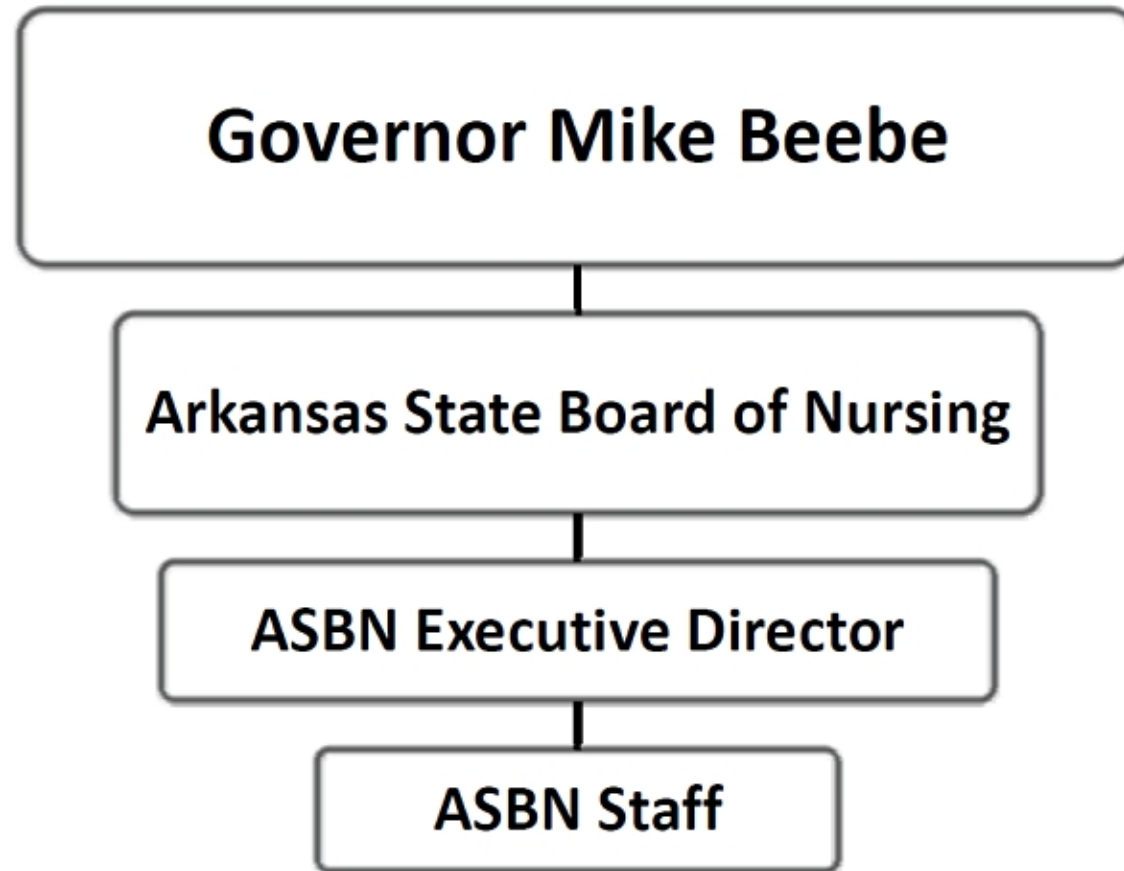 Governor Mike Beebe
Arkansas State Board of Nursing
ASBN Executive Director
ASBN Staff